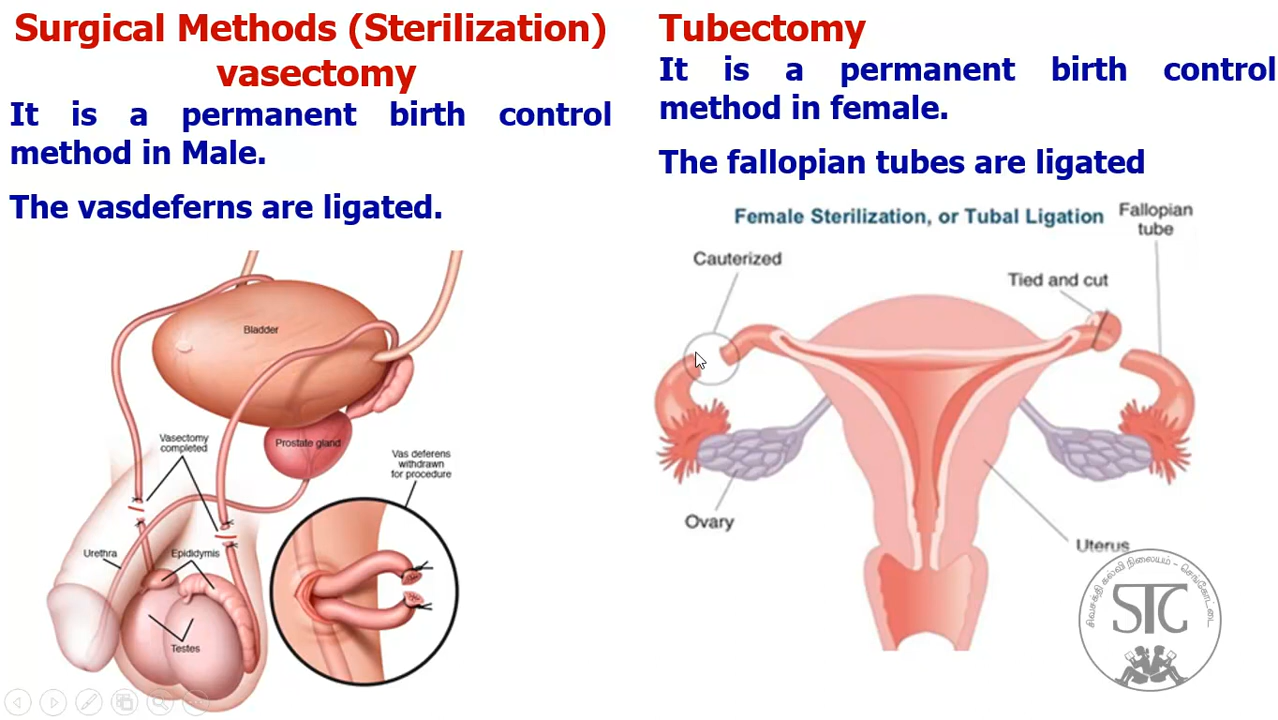 Surgical Methods (Sterilization)
vasectomy
It is a permanent birth control
method in Male.
The vasdeferns are ligated.
Bladder
Prostate gland
Vasectomy
completed
Vas deferens
withdrawn
for procedure
Urethra
Epididymis
Testes
Tubectomy
It is a permanent birth control
method in female.
The fallopian tubes are ligated
Female Sterilization, or Tubal Ligation
Fallopian
tube
Cauterized
Tied and cut
Ovary
Uterus
சிவசக்தி கல்வி நிலையம் - செங்கோட்டை
STC